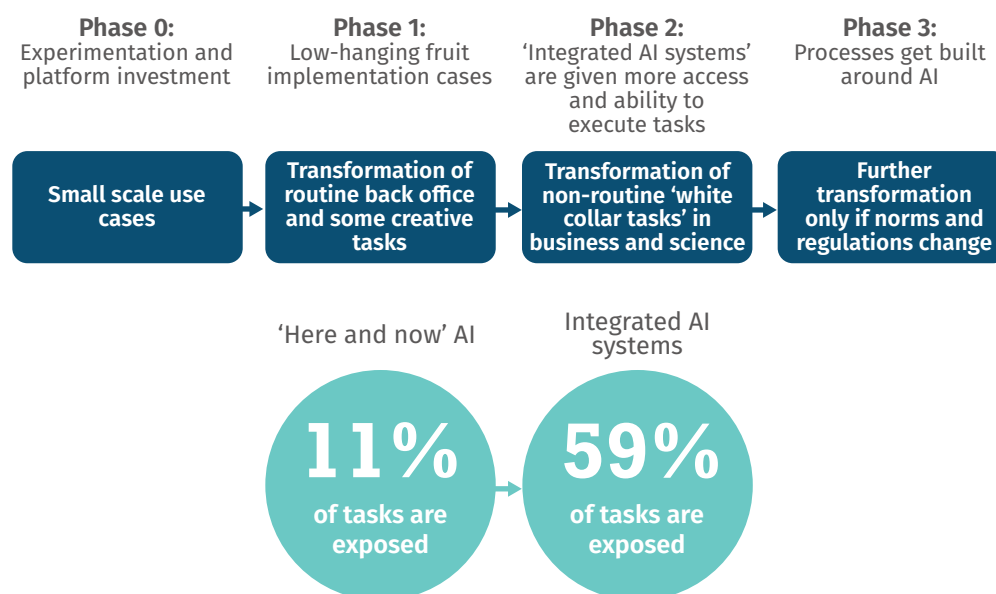 Phase 0:
Experimentation and
platform investment
Phase 1:
Low-hanging fruit
implementation cases
Phase 2:
‘Integrated AI systems’
are given more access
and ability to
execute tasks
Phase 3:
Processes get built
around AI
Small scale use
cases
Transformation of
routine back office
and some creative
tasks
Transformation of
non-routine ‘white
collar tasks’ in
business and science
Further
transformation
only if norms and
regulations change
‘Here and now’ AI
11%
of tasks are
exposed
Integrated AI
systems
59%
of tasks are
exposed